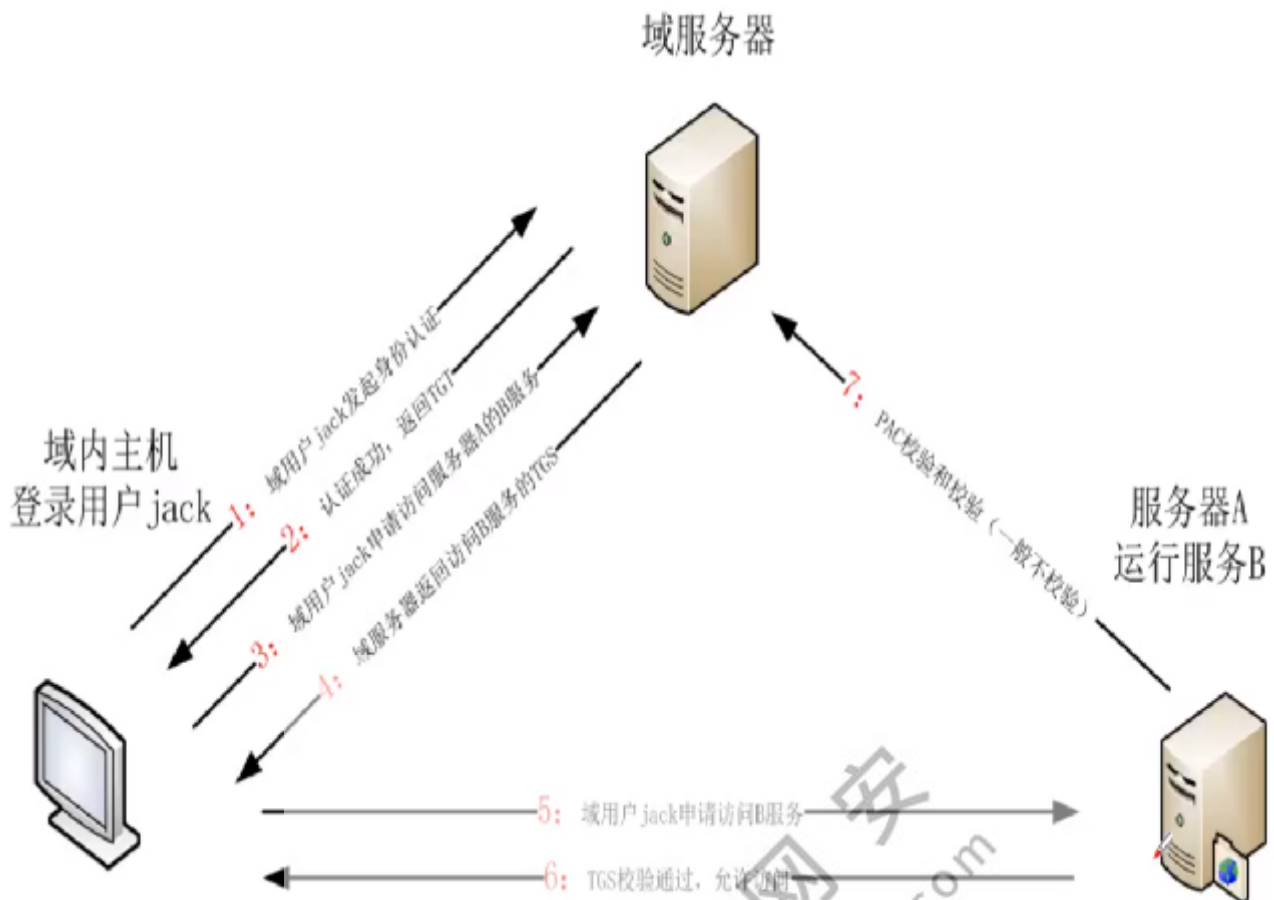 域服务器
域内主机
登录用户jack
1: 域用户jack发起身份认证
2: 认证成功，返回TGT
3: 域用户jack申请访问服务器A的B服务
4: 域服务器返回访问B服务的TGS
7: PAC校验和校验（一般不校验）
服务器A
运行服务B
5: 域用户jack申请访问B服务
6: TGS校验通过，允许访问
网安
com